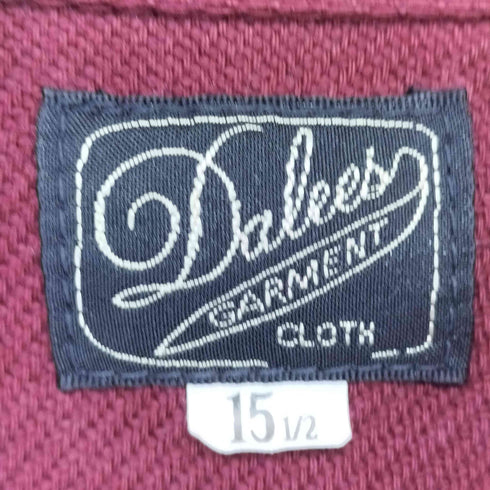 Dalee's
GARMENT
CLOTH
15 1/2